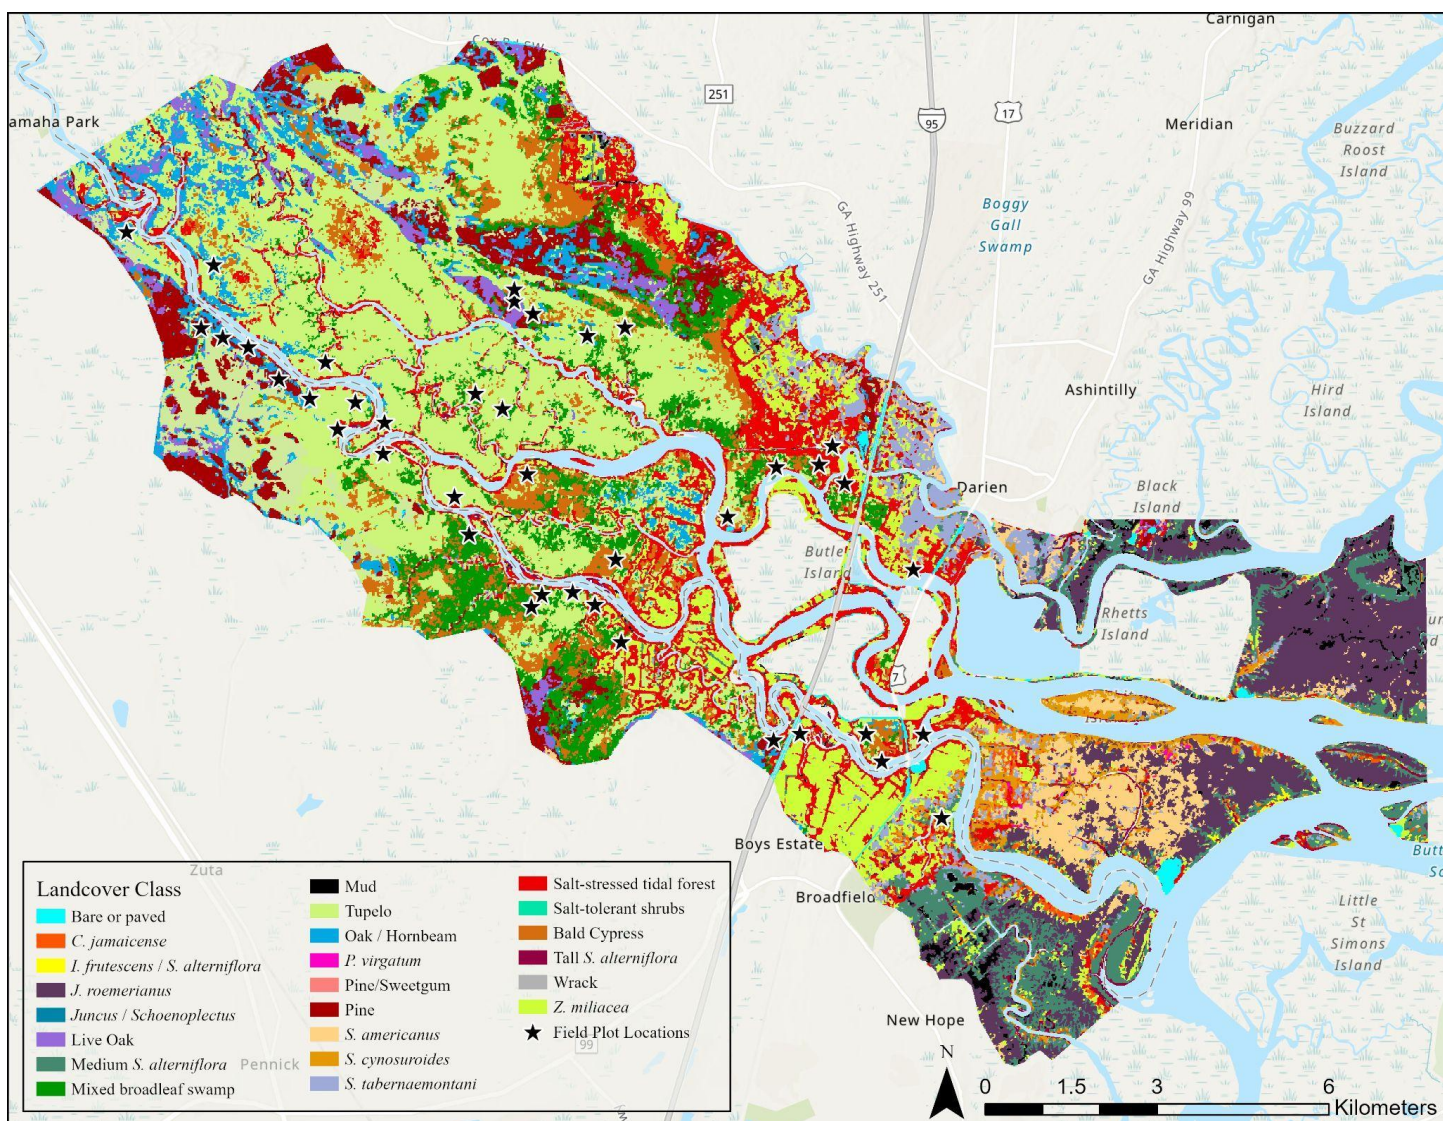 Carnigan
Cox Rd SW
251
95
17
amaha Park
Meridian
Buzzard
Roost
Island
Boggy
Gall
Swamp
GA Highway 99
GA Highway 251
Hird
Island
Ashintilly
Darien
Black
Island
Butler
Island
Rhetts
Island
Boys Estate
Broadfield
Little
St
Simons
Island
New Hope
Zuta
Pennick
99
Landcover Class
Bare or paved
C. jamaicense
I. frutescens / S. alterniflora
J. roemerianus
Juncus / Schoenoplectus
Live Oak
Medium S. alterniflora
Mixed broadleaf swamp
Mud
Tupelo
Oak / Hornbeam
P. virgatum
Pine/Sweetgum
Pine
S. americanus
S. cynosuroides
S. tabernaemontani
Salt-stressed tidal forest
Salt-tolerant shrubs
Bald Cypress
Tall S. alterniflora
Wrack
Z. miliacea
Field Plot Locations
N
0 1.5 3 6
Kilometers